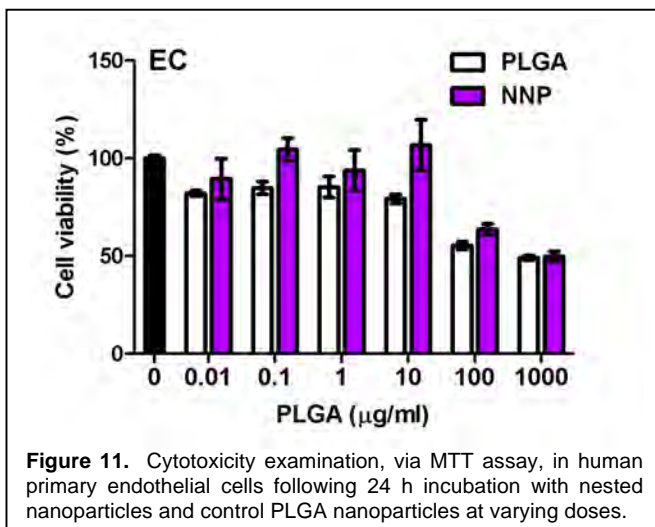 EC
PLGA
NNP
150
100
50
0
Cell viability (%)
0 0.01 0.1 1 10 100 1000
PLGA (μg/ml)
Figure 11. Cytotoxicity examination, via MTT assay, in human
primary endothelial cells following 24 h incubation with nested
nanoparticles and control PLGA nanoparticles at varying doses.